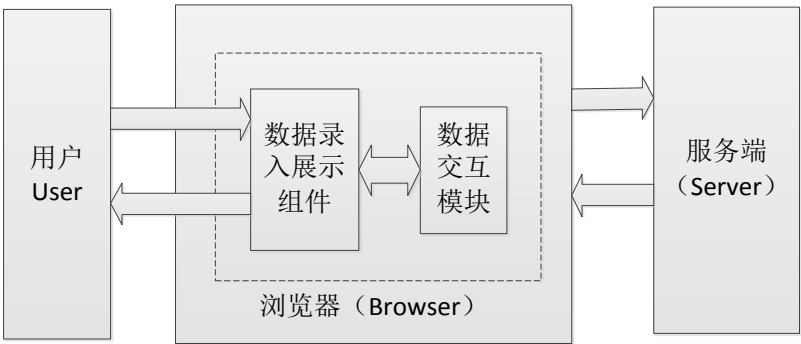 用户
User
数据录
入展示
组件
数据
交互
模块
浏览器（Browser）
服务端
（Server）